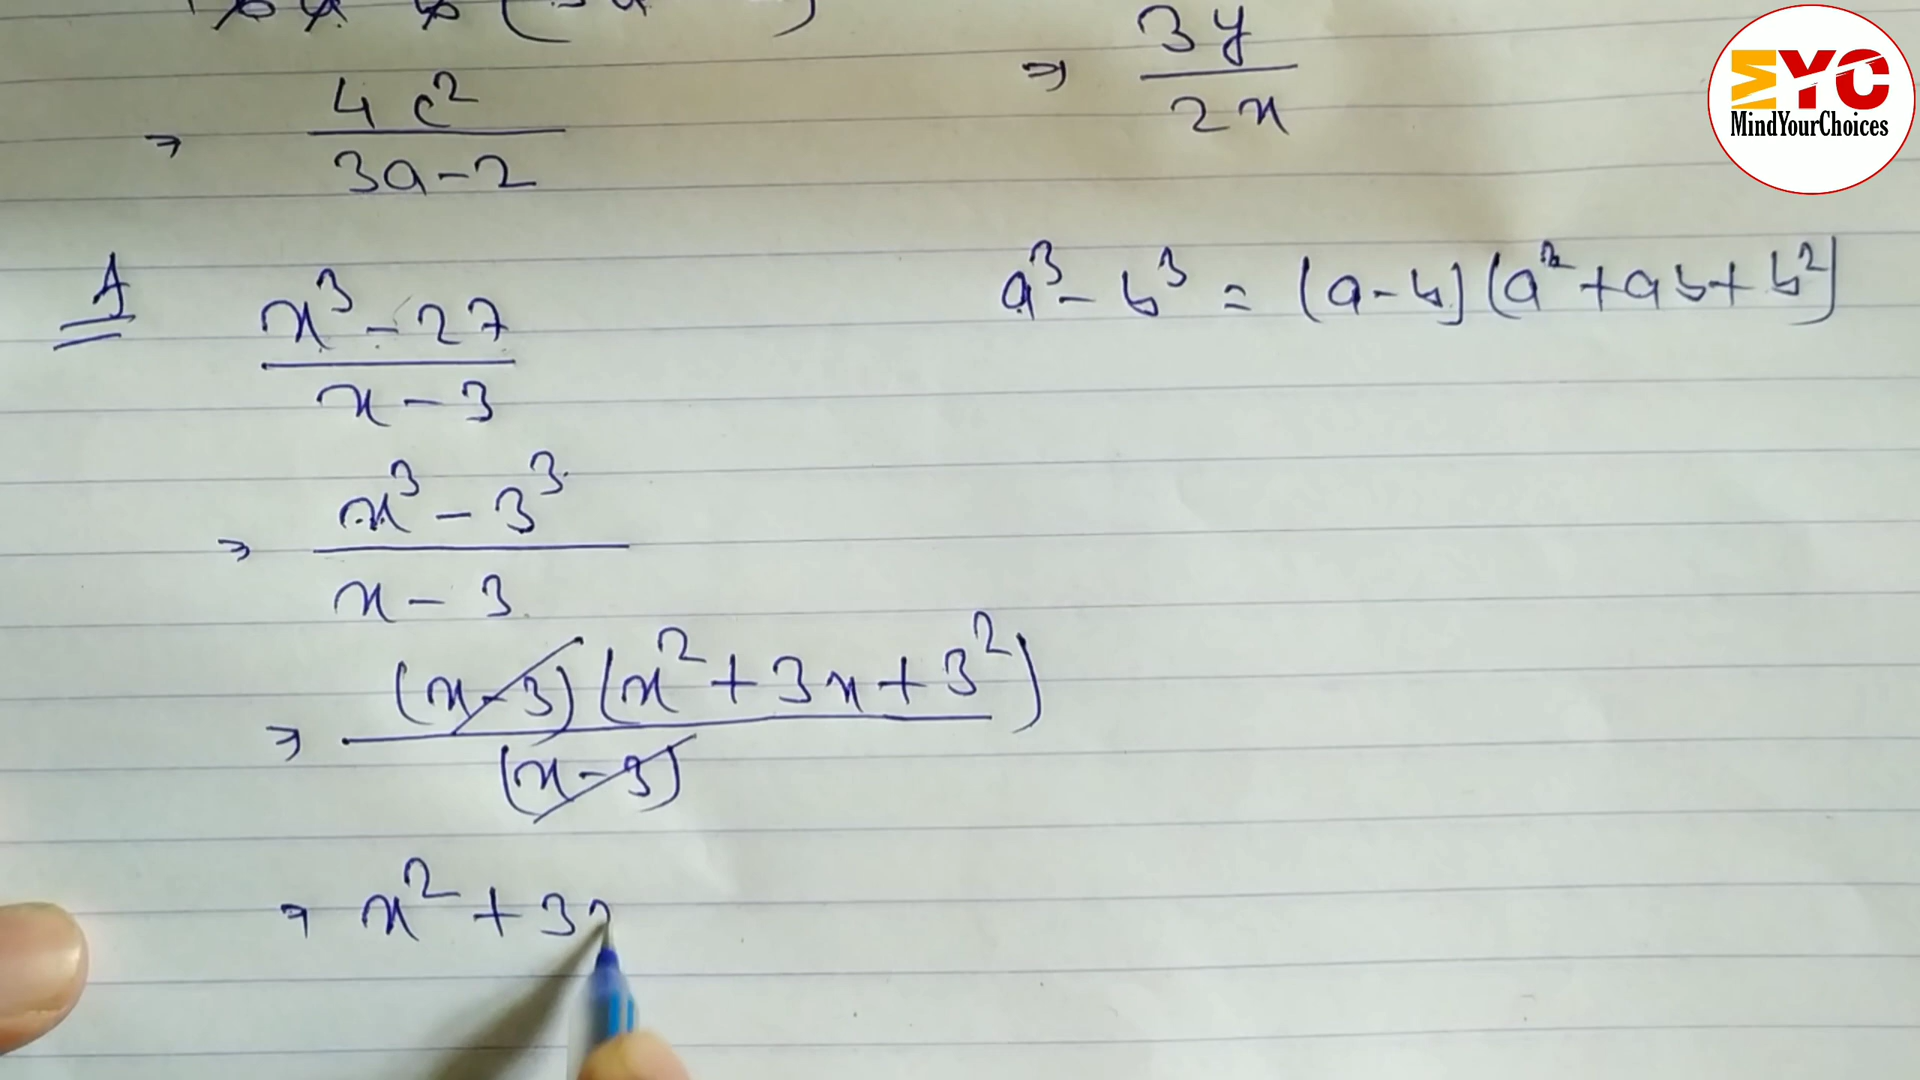 ⇒ 4c²/3a-2
⇒ 3y/2x
MYC
MindYourChoices
4
x³-27/x-3
a³-b³ = (a-b)(a²+ab+b²)
⇒ x³-3³/x-3
⇒ (x-3)(x²+3x+3²)/(x-3)
⇒ x²+3